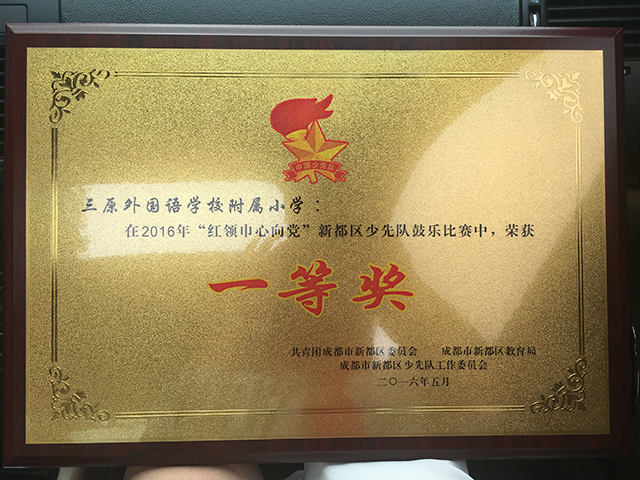 中国少先队
三原外国语学校附属小学：
在2016年“红领巾心向党”新都区少先队鼓乐比赛中，荣获
一等奖
共青团成都市新都区委员会 成都市新都区教育局
成都市新都区少先队工作委员会
二〇一六年五月